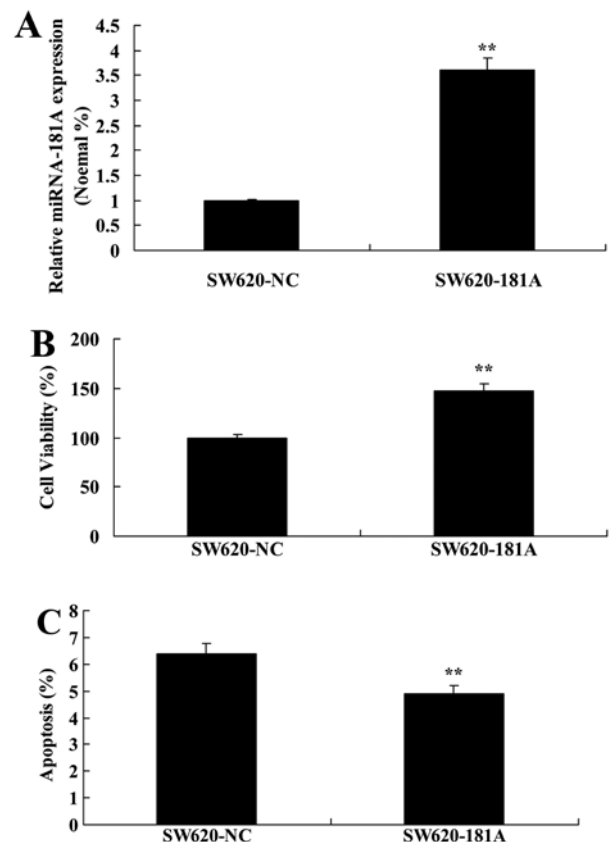 A
Relative miRNA-181A expression
(Noemal %)
4.5
4
3.5
3
2.5
2
1.5
1
0.5
0
**
SW620-NC SW620-181A
B
Cell Viability (%)
200
150
100
50
0
**
SW620-NC SW620-181A
C
Apoptosis (%)
8
7
6
5
4
3
2
1
0
**
SW620-NC SW620-181A